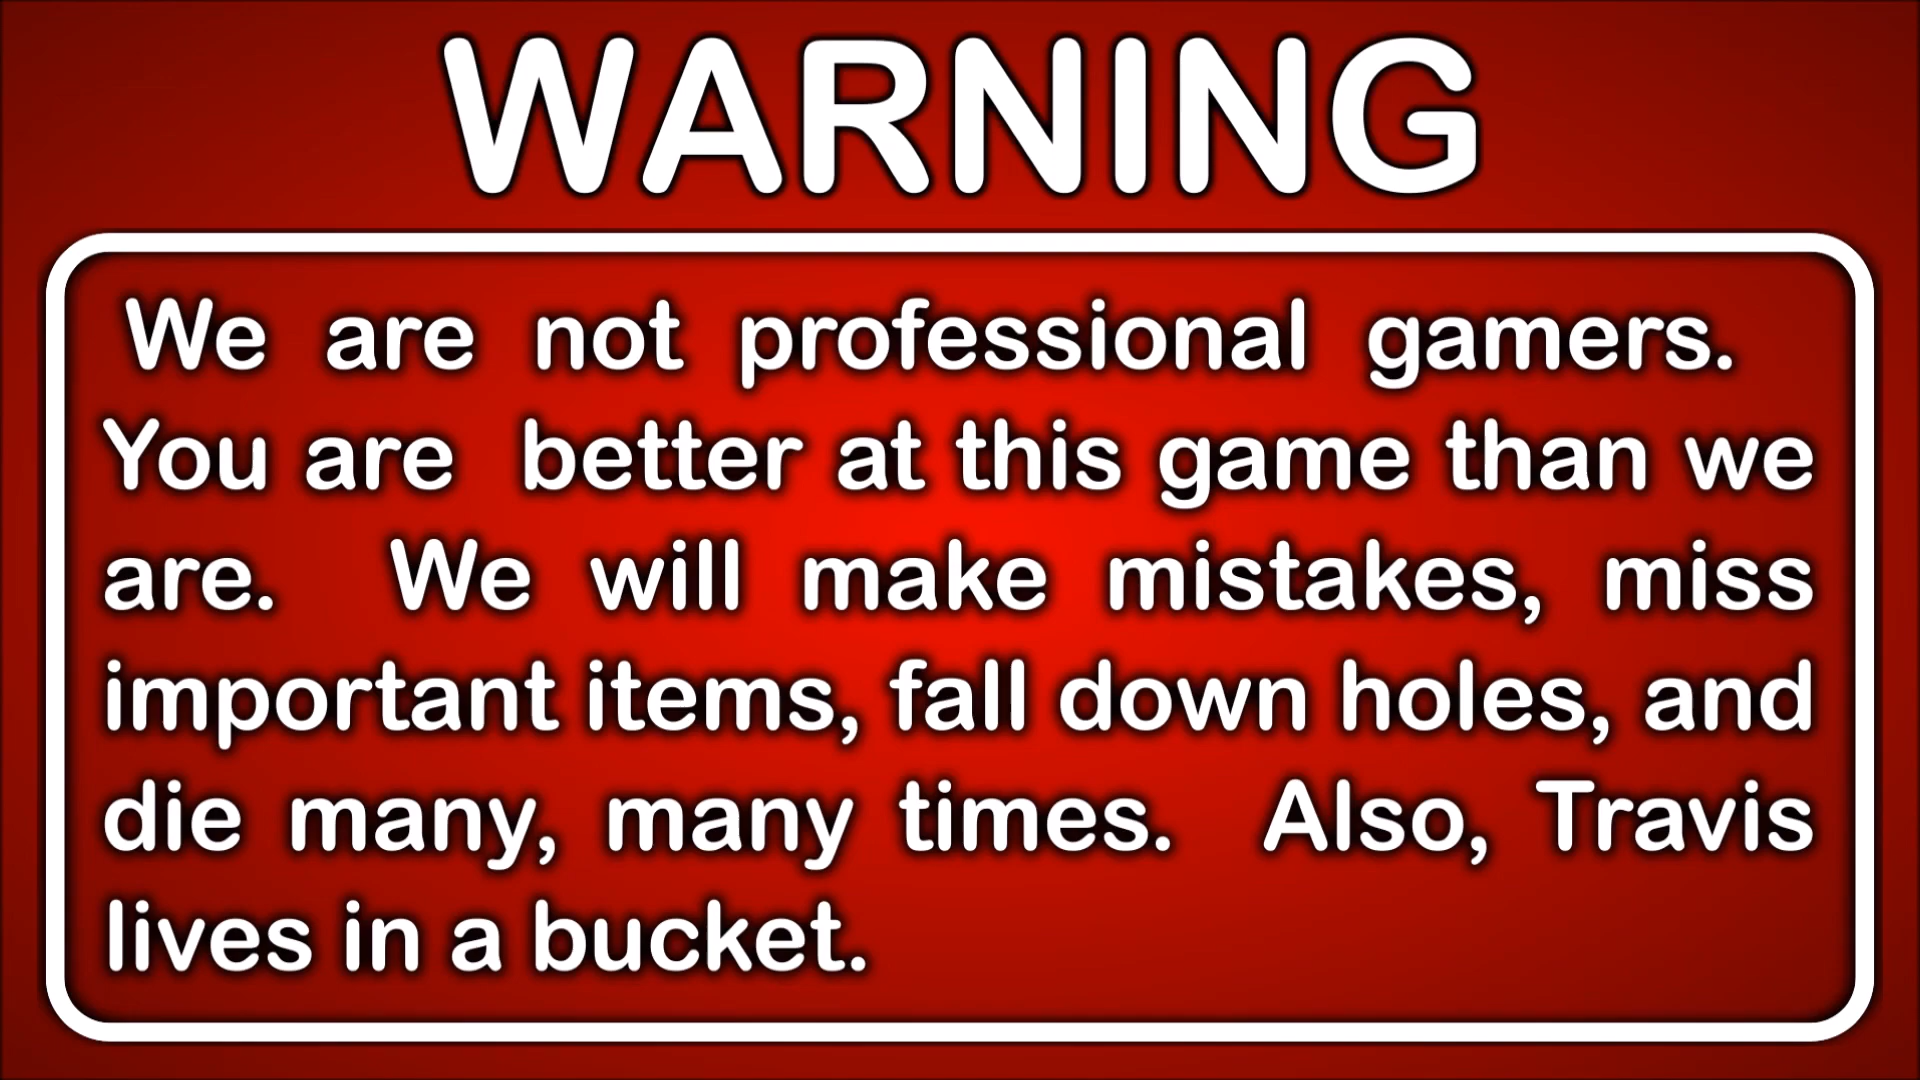 WARNING
We are not professional gamers.
You are better at this game than we
are. We will make mistakes, miss
important items, fall down holes, and
die many, many times. Also, Travis
lives in a bucket.